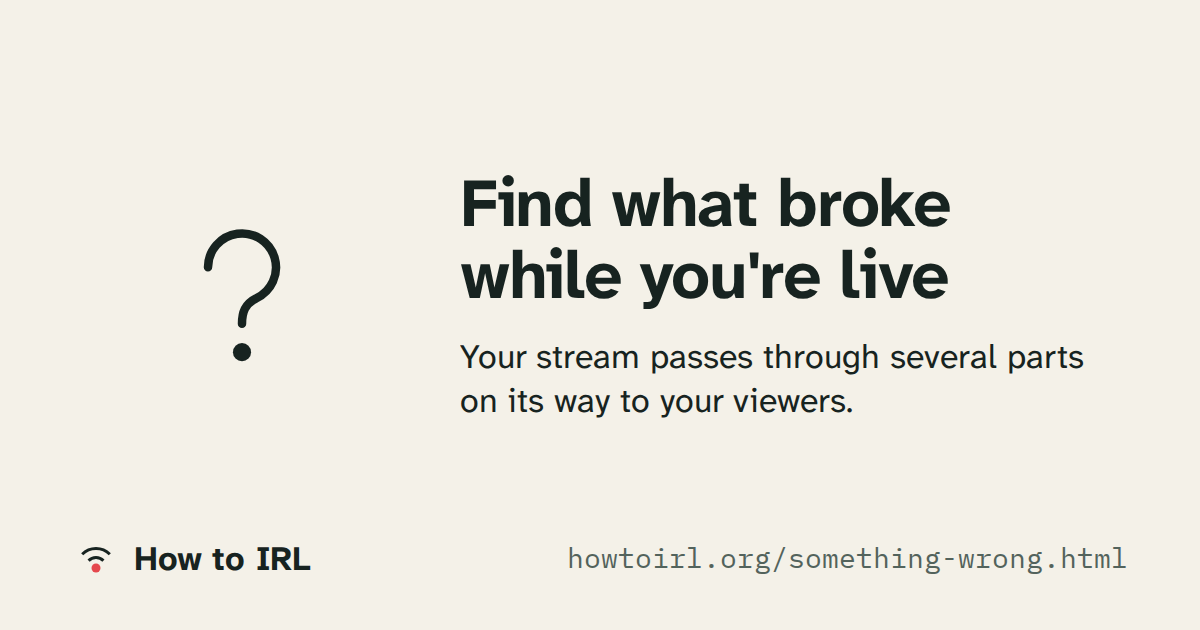 ?
Find what broke
while you're live
Your stream passes through several parts
on its way to your viewers.
How to IRL
howtoirl.org/something-wrong.html